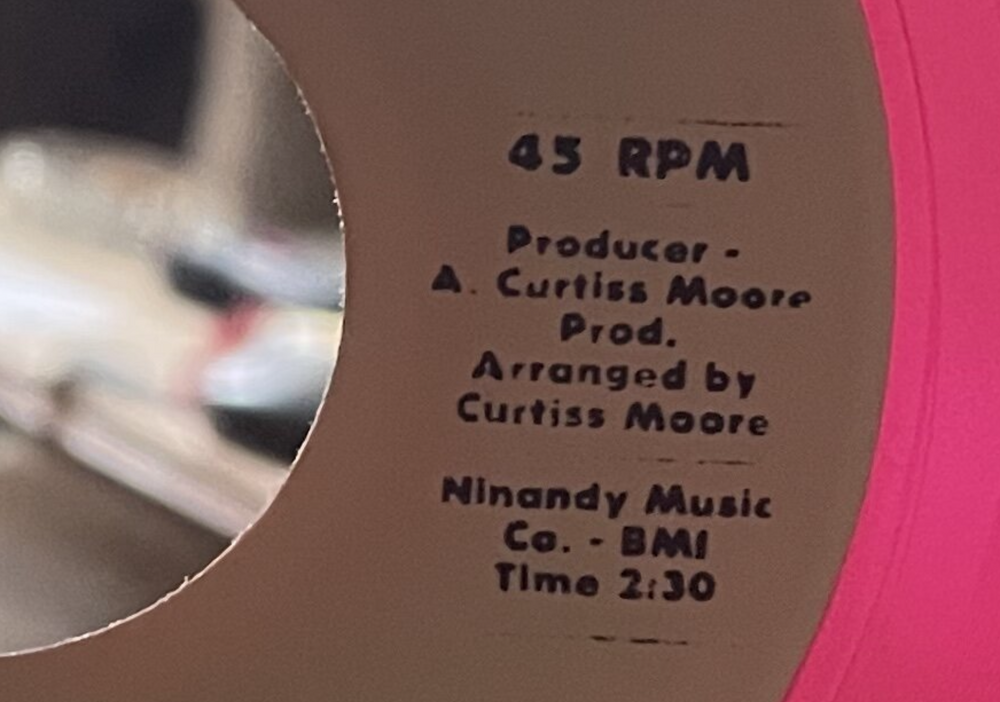 45 RPM
Producer -
A. Curtiss Moore
Prod.
Arranged by
Curtiss Moore
Ninandy Music
Co. - BMI
Time 2:30